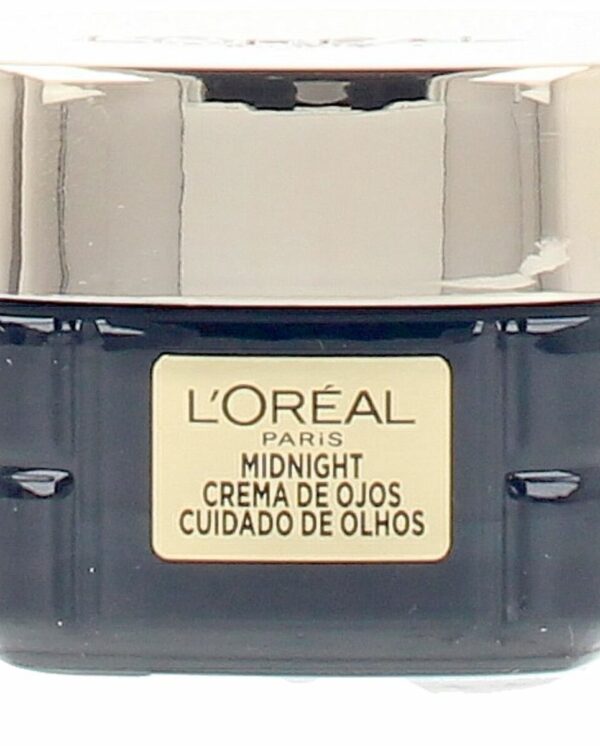 L'ORÉAL
PARIS
MIDNIGHT
CREMA DE OJOS
CUIDADO DE OLHOS